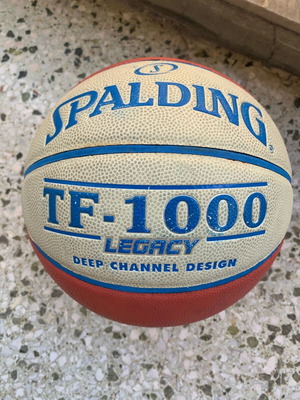 SPALDING®
TF-1000
LEGACY
DEEP CHANNEL DESIGN